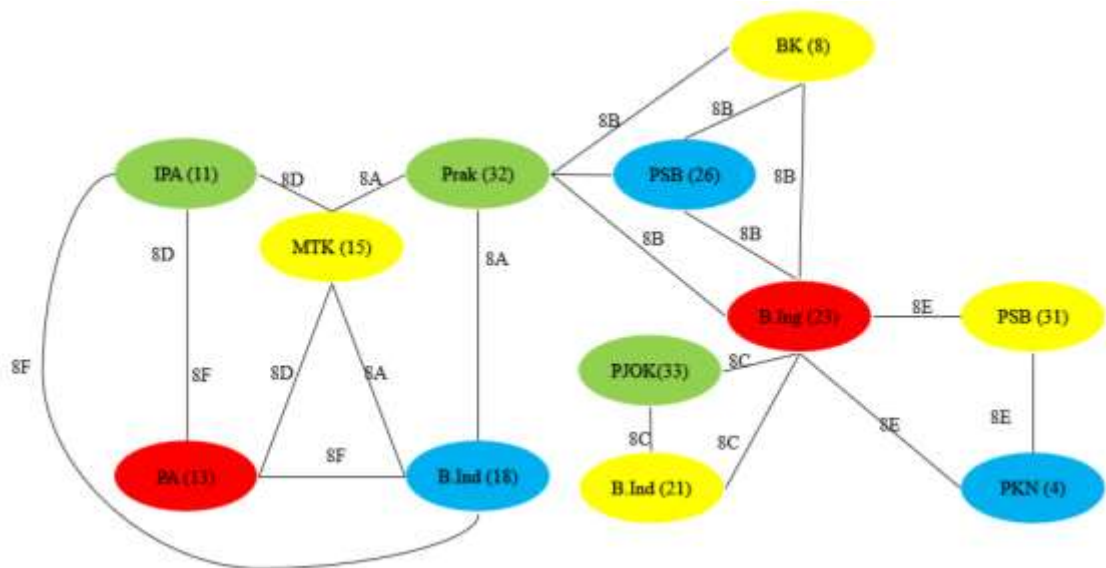 BK (8)
8B
8B
IPA (11)
8D
8A
Prak (32)
PSB (26)
8B
MTK (15)
8B
8B
8D
8A
B.Ing (23)
8E
PSB (31)
8F
8F
8D
8A
8C
PJOK(33)
8E
8C
8C
8E
8F
PA (13)
B.Ind (18)
B.Ind (21)
PKN (4)